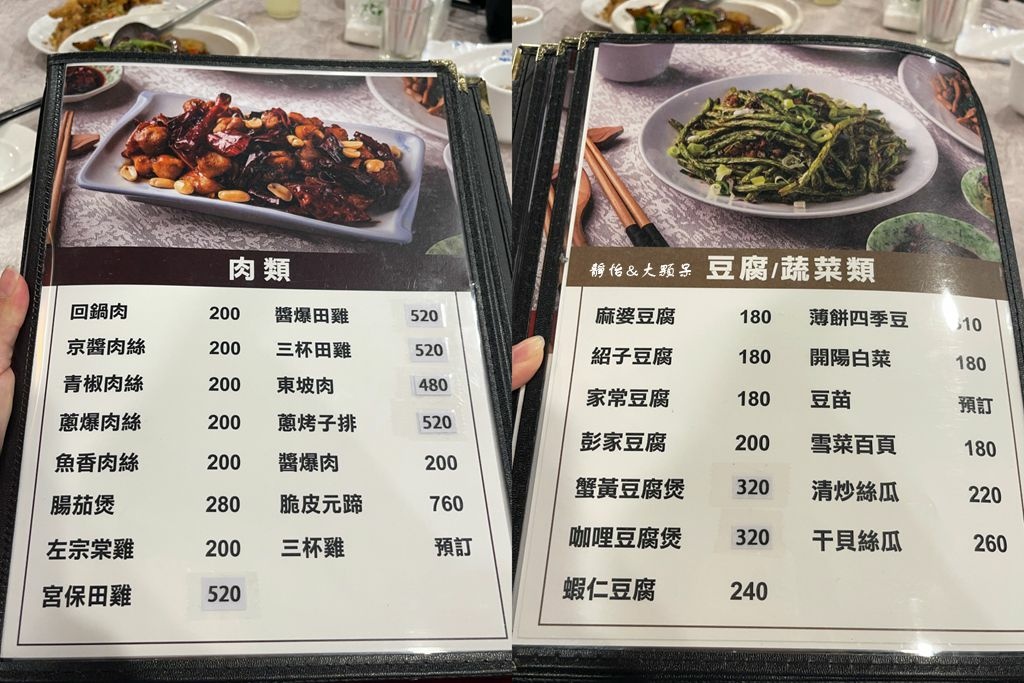 肉類
回鍋肉 200 醬爆田雞 520
京醬肉絲 200 三杯田雞 520
青椒肉絲 200 東坡肉 480
蔥爆肉絲 200 蔥烤子排 520
魚香肉絲 200 醬爆肉 200
腸茄煲 280 脆皮元蹄 760
左宗棠雞 200 三杯雞 預訂
宮保田雞 520
靜怡&大顆呆 豆腐/蔬菜類
麻婆豆腐 180 薄餅四季豆
紹子豆腐 180 開陽白菜 180
家常豆腐 180 豆苗 預訂
彭家豆腐 200 雪菜百頁 180
蟹黃豆腐煲 320 清炒絲瓜 220
咖哩豆腐煲 320 干貝絲瓜 260
蝦仁豆腐 240